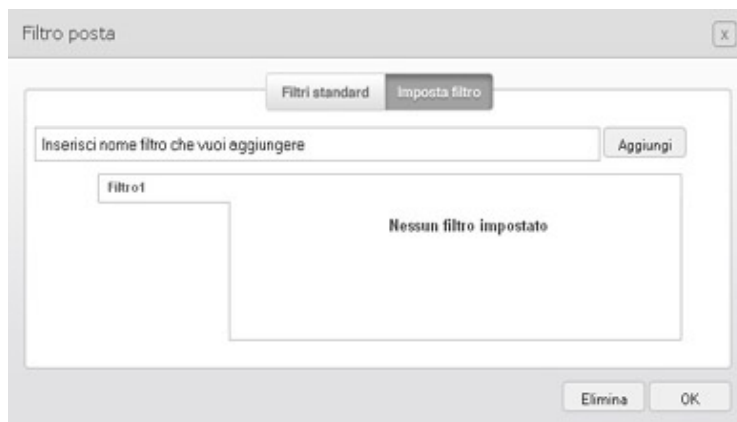 Filtro posta
x
Filtri standard
Imposta filtro
Inserisci nome filtro che vuoi aggiungere
Aggiungi
Filtro1
Nessun filtro impostato
Elimina
OK